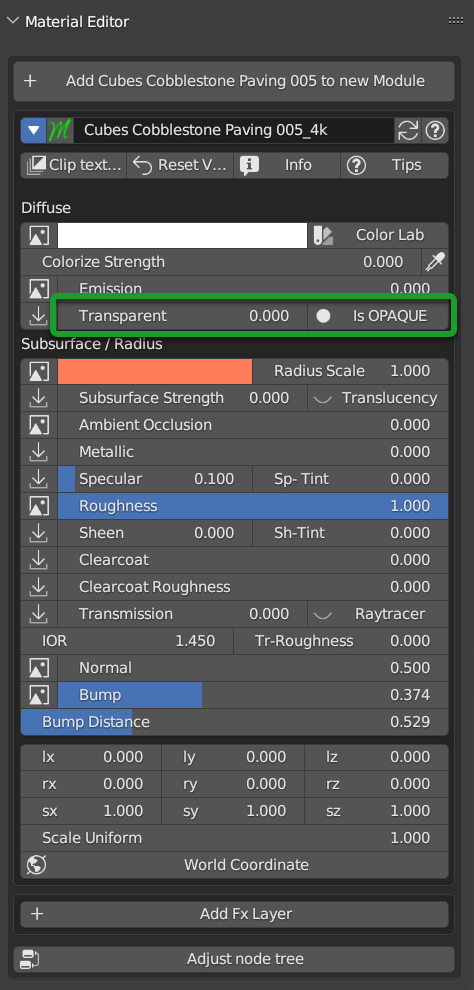 Material Editor
+ Add Cubes Cobblestone Paving 005 to new Module
Cubes Cobblestone Paving 005_4k
Clip text... Reset V... Info Tips
Diffuse
Color Lab
Colorize Strength 0.000
Emission 0.000
Transparent 0.000 Is OPAQUE
Subsurface / Radius
Radius Scale 1.000
Subsurface Strength 0.000 Translucency
Ambient Occlusion 0.000
Metallic 0.000
Specular 0.100 Sp- Tint 0.000
Roughness 1.000
Sheen 0.000 Sh-Tint 0.000
Clearcoat 0.000
Clearcoat Roughness 0.000
Transmission 0.000 Raytracer
IOR 1.450 Tr-Roughness 0.000
Normal 0.500
Bump 0.374
Bump Distance 0.529
lx 0.000 ly 0.000 lz 0.000
rx 0.000 ry 0.000 rz 0.000
sx 1.000 sy 1.000 sz 1.000
Scale Uniform 1.000
World Coordinate
+ Add Fx Layer
Adjust node tree